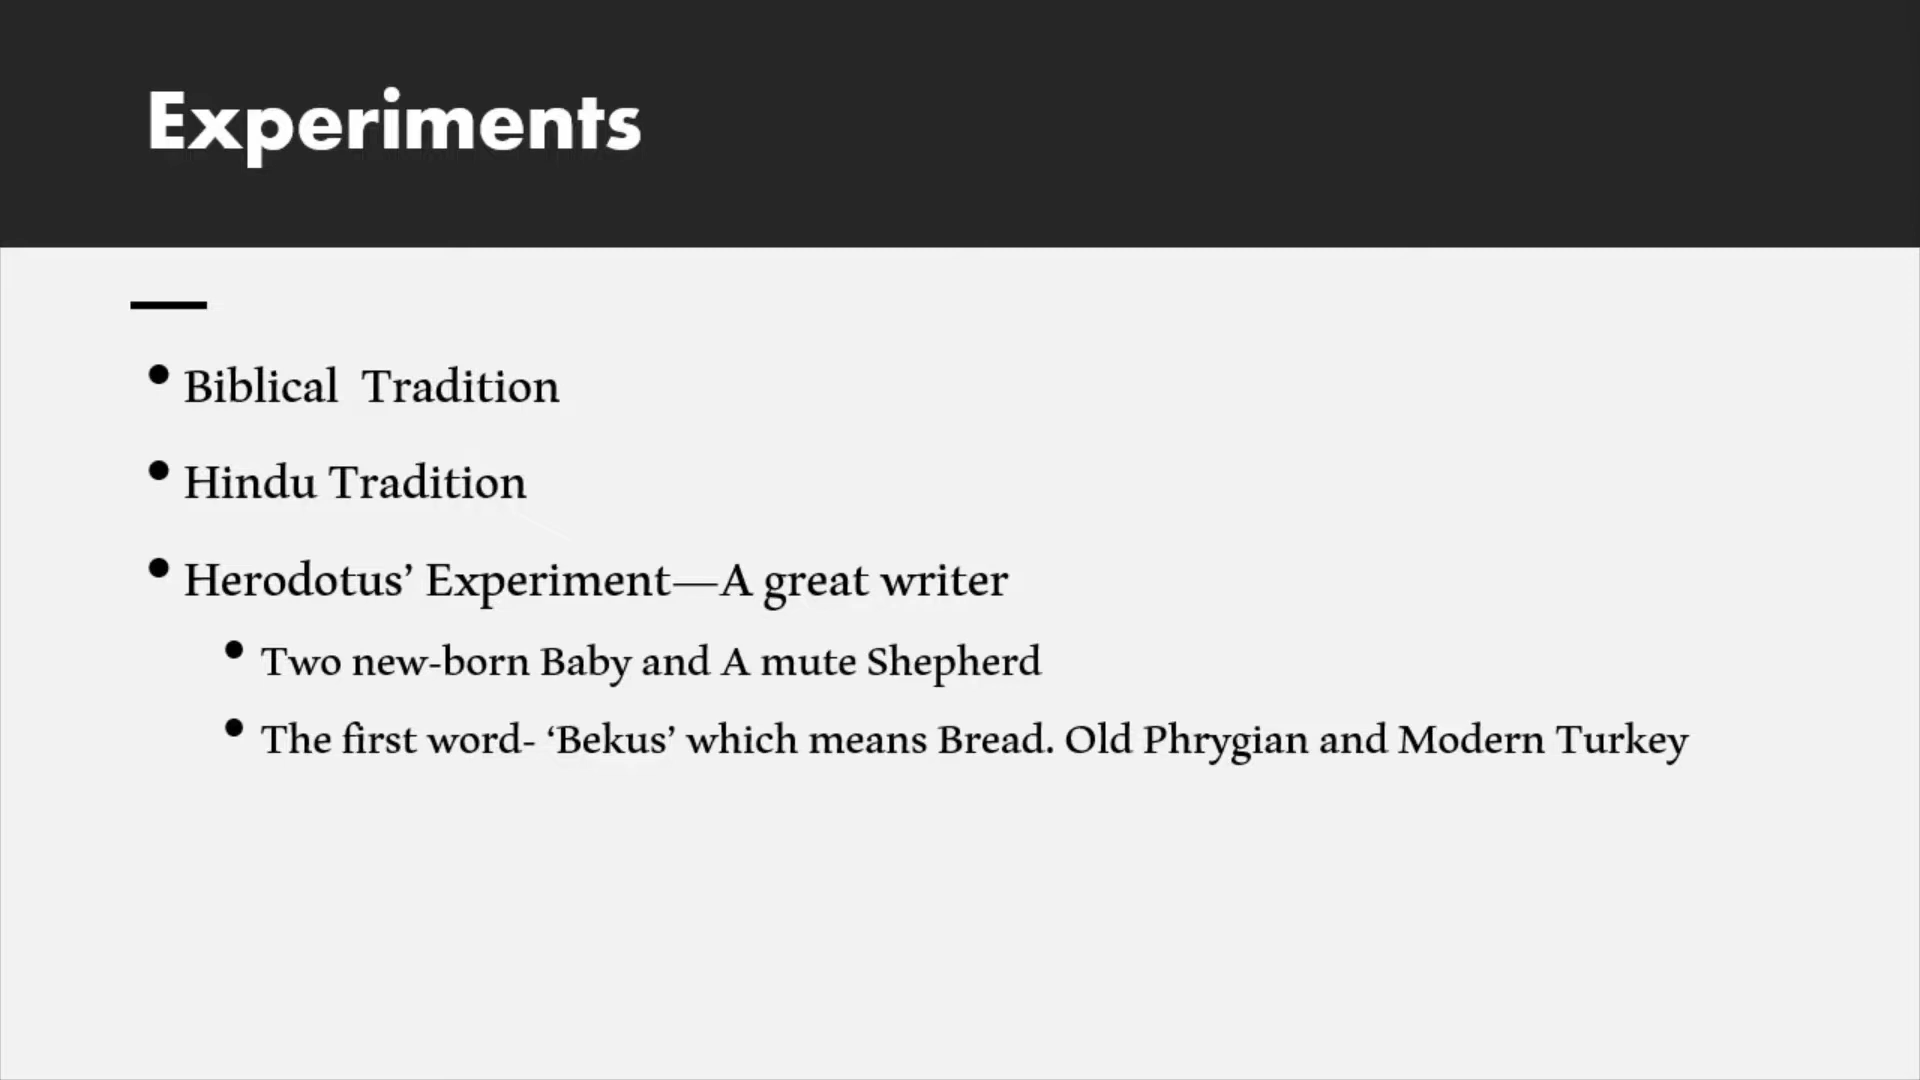 Experiments
• Biblical  Tradition
• Hindu Tradition
• Herodotus’ Experiment—A great writer
• Two new-born Baby and A mute Shepherd
• The first word- ‘Bekus’ which means Bread. Old Phrygian and Modern Turkey